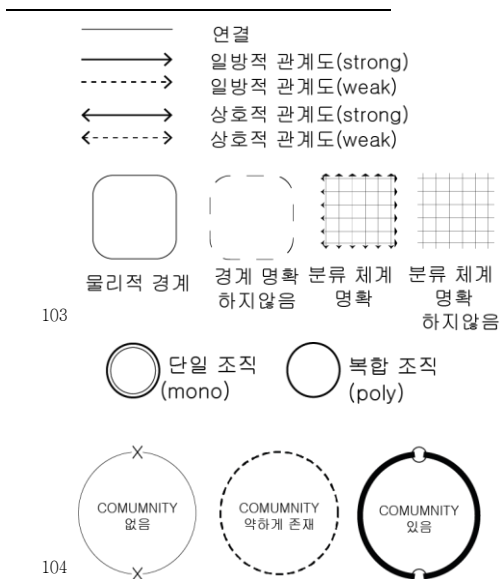 연결
일방적 관계도(strong)
일방적 관계도(weak)
상호적 관계도(strong)
상호적 관계도(weak)
물리적 경계
경계 명확
하지않음
분류 체계
명확
분류 체계
명확
하지않음
103
단일 조직
(mono)
복합 조직
(poly)
X
COMUMNITY
없음
X
COMUMNITY
약하게 존재
COMUMNITY
있음
104